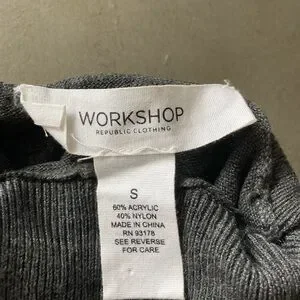 WORKSHOP
REPUBLIC CLOTHING
S
60% ACRYLIC
40% NYLON
MADE IN CHINA
RN 93178
SEE REVERSE
FOR CARE